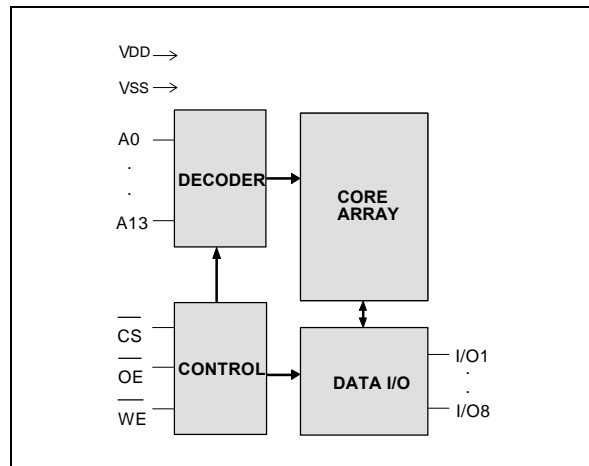 VDD
VSS
A0
.
.
A13
DECODER
CORE
ARRAY
CS
OE
WE
CONTROL
DATA I/O
I/O1
.
.
I/O8